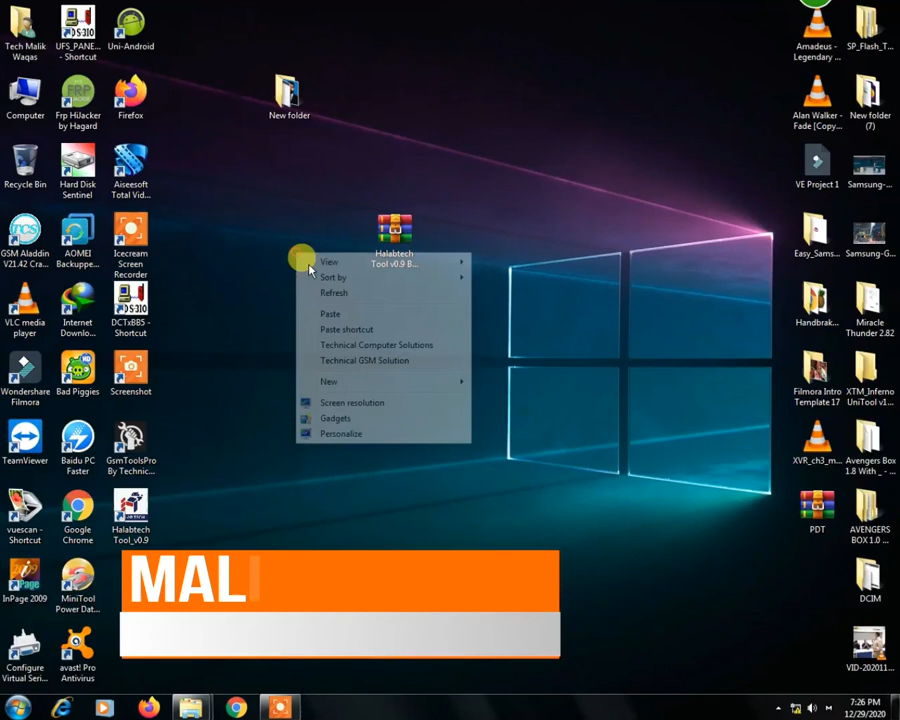 Tech Malik
Waqas
UFS_PANE...
- Shortcut
Uni-Android
Computer
Frp HiJacker
by Hagard
Firefox
Recycle Bin
Hard Disk
Sentinel
Aiseesoft
Total Vid...
GSM Aladdin
V21.42 Cra...
AOMEI
Backuppe...
Icecream
Screen
Recorder
VLC media
player
Internet
Downlo...
DCTxBB5 -
Shortcut
Wondershare
Filmora
Bad Piggies
Screenshot
TeamViewer
Baidu PC
Faster
GsmToolsPro
By Technic...
vuescan -
Shortcut
Google
Chrome
Halabtech
Tool_v0.9
InPage 2009
MiniTool
Power Dat...
Configure
Virtual Seri...
avast! Pro
Antivirus
New folder
Halabtech
Tool v0.9 B...
View
Sort by
Refresh
Paste
Paste shortcut
Technical Computer Solutions
Technical GSM Solution
New
Screen resolution
Gadgets
Personalize
MALI
Amadeus -
Legendary ...
SP_Flash_T...
Alan Walker -
Fade [Copy...
New folder
(7)
VE Project 1
Samsung-...
Easy_Sams...
Samsung-G...
Handbrak...
Miracle
Thunder 2.82
Filmora Intro
Template 17
XTM_Inferno
UniTool v1...
XVR_ch3_m...
Avengers Box
1.8 With _ - ...
PDT
AVENGERS
BOX 1.0 ...
DCIM
VID-202011...
7:26 PM
12/29/2020